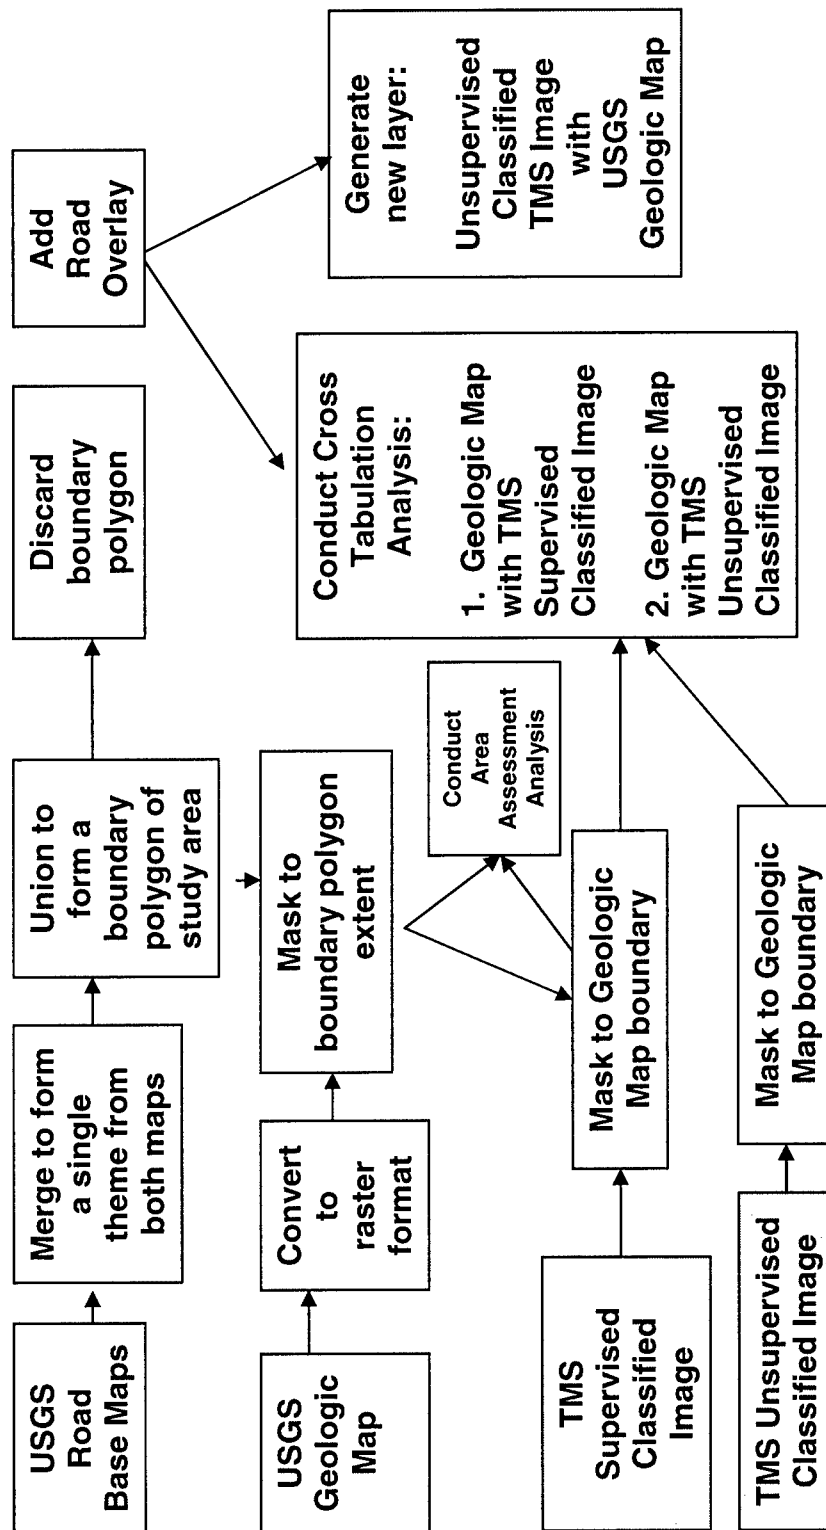 USGS
Road
Base Maps
Merge to form
a single
theme from
both maps
Union to
form a
boundary
polygon of
study area
Discard
boundary
polygon
Add
Road
Overlay
USGS
Geologic
Map
Convert
to
raster
format
Mask to
boundary polygon
extent
Conduct
Area
Assessment
Analysis
Conduct Cross
Tabulation
Analysis:
1. Geologic Map
with TMS
Supervised
Classified Image
2. Geologic Map
with TMS
Unsupervised
Classified Image
Generate
new layer:
Unsupervised
Classified
TMS Image
with
USGS
Geologic Map
TMS
Supervised
Classified
Image
Mask to Geologic
Map boundary
TMS Unsupervised
Classified Image
Mask to Geologic
Map boundary